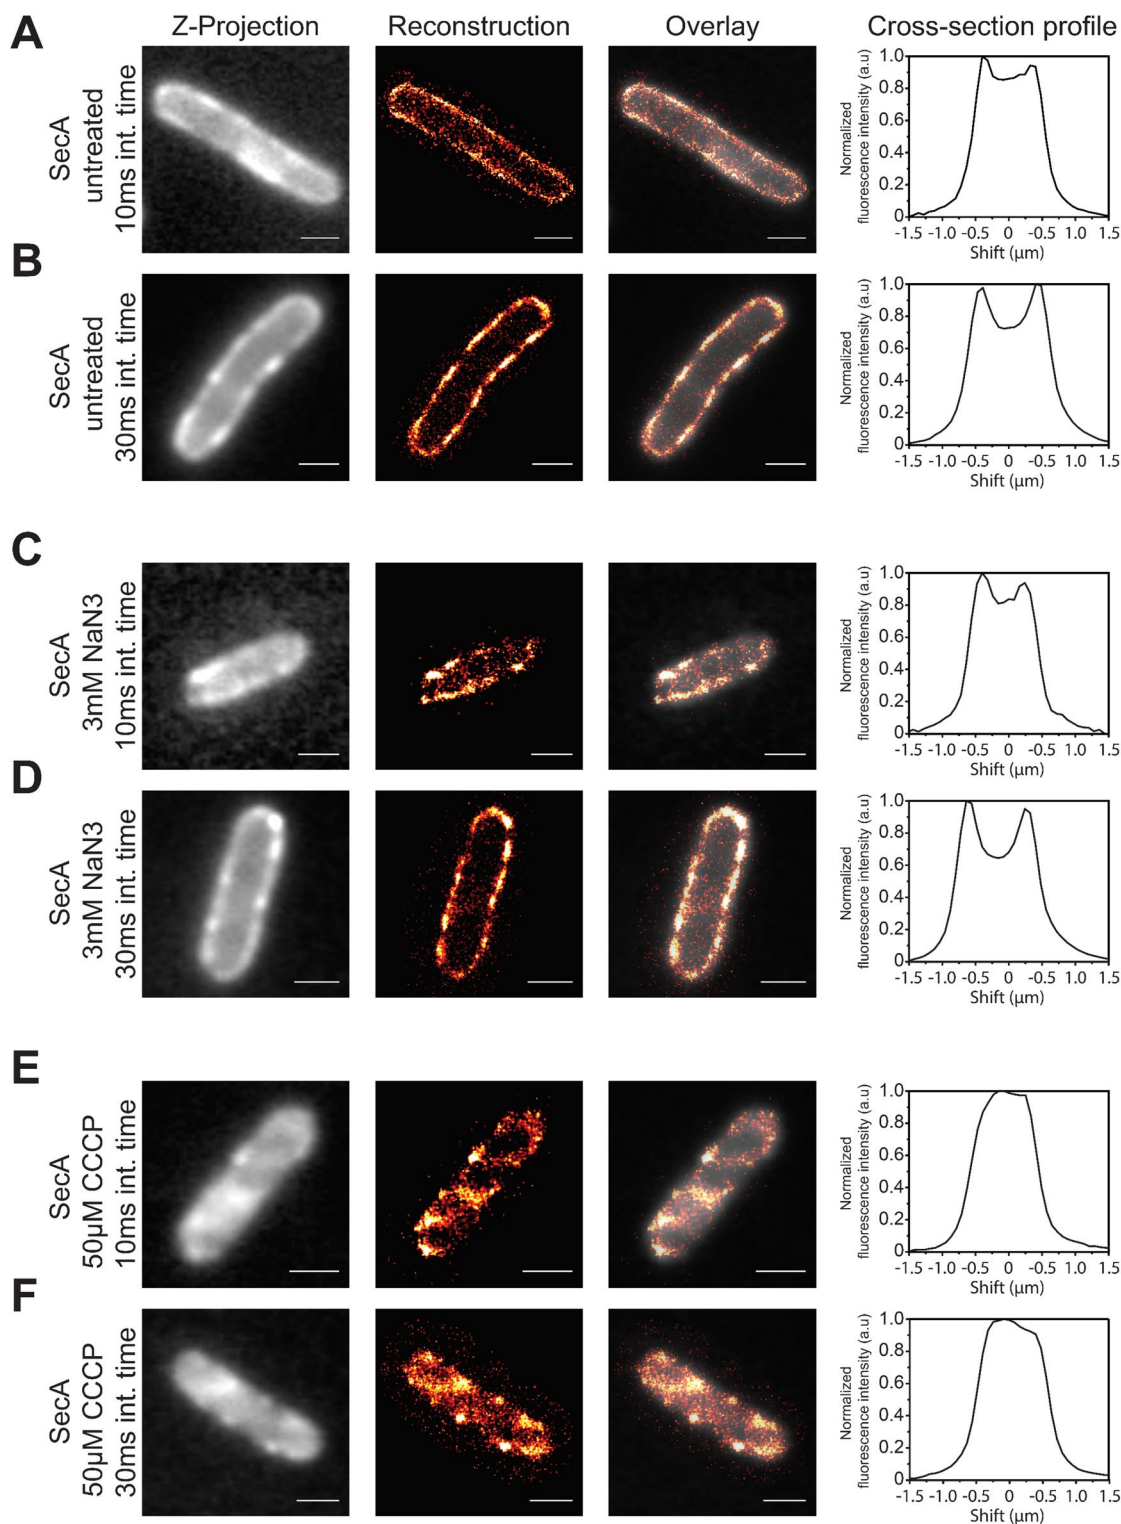 A
Z-Projection
Reconstruction
Overlay
Cross-section profile
SecA
untreated
10ms int. time
Normalized
fluorescence intensity (a.u)
1.0
0.8
0.6
0.4
0.2
0
-1.5 -1.0 -0.5 0 -0.5 1.0 1.5
Shift (µm)
B
SecA
untreated
30ms int. time
Normalized
fluorescence intensity (a.u)
1.0
0.8
0.6
0.4
0.2
0
-1.5 -1.0 -0.5 0 -0.5 1.0 1.5
Shift (µm)
C
SecA
3mM NaN3
10ms int. time
Normalized
fluorescence intensity (a.u)
1.0
0.8
0.6
0.4
0.2
0
-1.5 -1.0 -0.5 0 -0.5 1.0 1.5
Shift (µm)
D
SecA
3mM NaN3
30ms int. time
Normalized
fluorescence intensity (a.u)
1.0
0.8
0.6
0.4
0.2
0
-1.5 -1.0 -0.5 0 -0.5 1.0 1.5
Shift (µm)
E
SecA
50µM CCCP
10ms int. time
Normalized
fluorescence intensity (a.u)
1.0
0.8
0.6
0.4
0.2
0
-1.5 -1.0 -0.5 0 -0.5 1.0 1.5
Shift (µm)
F
SecA
50µM CCCP
30ms int. time
Normalized
fluorescence intensity (a.u)
1.0
0.8
0.6
0.4
0.2
0
-1.5 -1.0 -0.5 0 -0.5 1.0 1.5
Shift (µm)